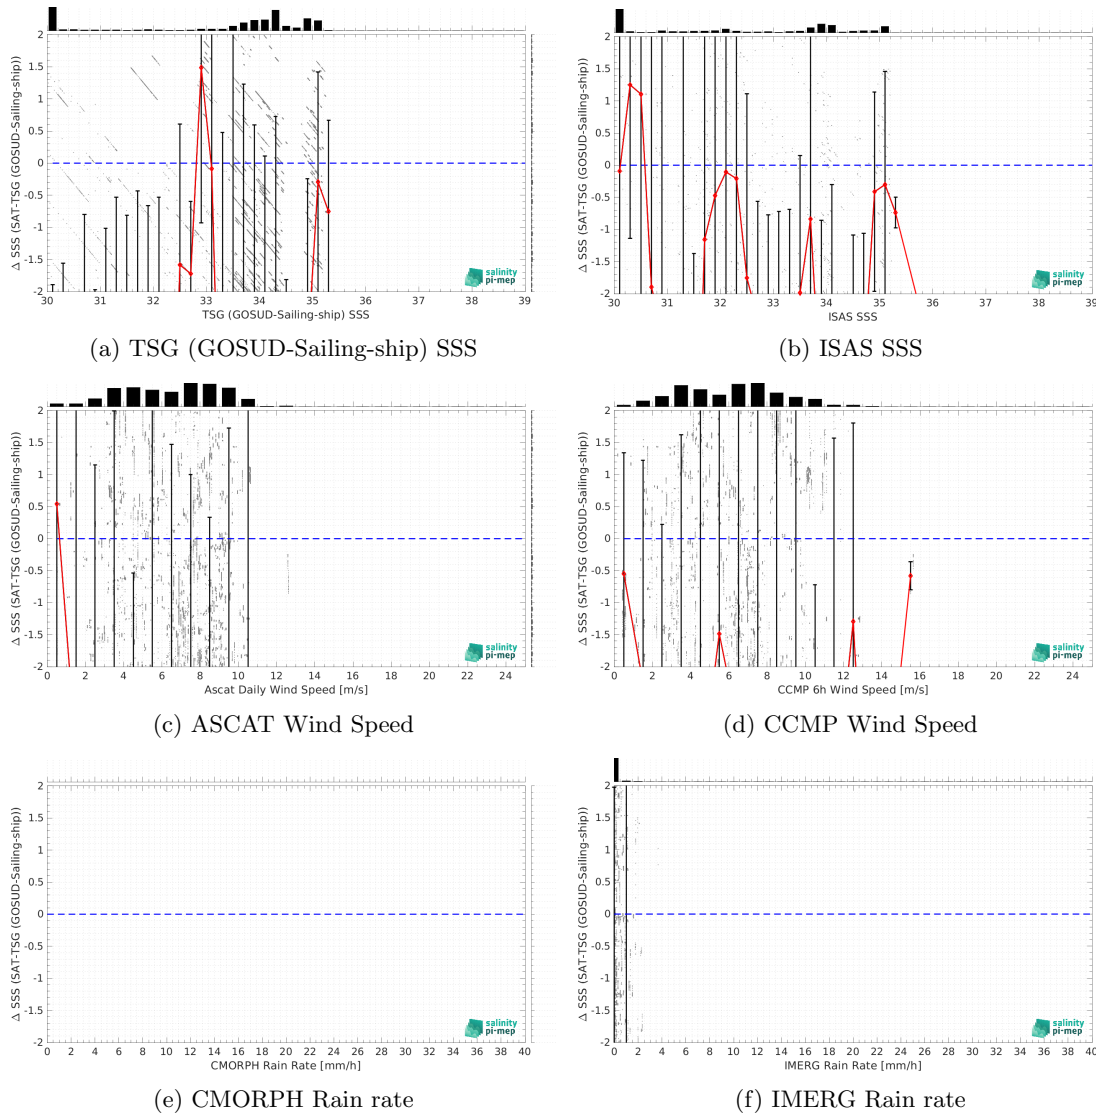 Δ SSS (SAT-TSG (GOSUD-Sailing-ship))
2
1.5
1
0.5
0
-0.5
-1
-1.5
-2
30 31 32 33 34 35 36 37 38 39
TSG (GOSUD-Sailing-ship) SSS
salinity
pi-mep
(a) TSG (GOSUD-Sailing-ship) SSS
Δ SSS (SAT-TSG (GOSUD-Sailing-ship))
2
1.5
1
0.5
0
-0.5
-1
-1.5
-2
30 31 32 33 34 35 36 37 38 39
ISAS SSS
salinity
pi-mep
(b) ISAS SSS
Δ SSS (SAT-TSG (GOSUD-Sailing-ship))
2
1.5
1
0.5
0
-0.5
-1
-1.5
-2
0 2 4 6 8 10 12 14 16 18 20 22 24
Ascat Daily Wind Speed [m/s]
salinity
pi-mep
(c) ASCAT Wind Speed
Δ SSS (SAT-TSG (GOSUD-Sailing-ship))
2
1.5
1
0.5
0
-0.5
-1
-1.5
-2
0 2 4 6 8 10 12 14 16 18 20 22 24
CCMP 6h Wind Speed [m/s]
salinity
pi-mep
(d) CCMP Wind Speed
Δ SSS (SAT-TSG (GOSUD-Sailing-ship))
2
1.5
1
0.5
0
-0.5
-1
-1.5
-2
0 2 4 6 8 10 12 14 16 18 20 22 24 26 28 30 32 34 36 38 40
CMORPH Rain Rate [mm/h]
salinity
pi-mep
(e) CMORPH Rain rate
Δ SSS (SAT-TSG (GOSUD-Sailing-ship))
2
1.5
1
0.5
0
-0.5
-1
-1.5
-2
0 2 4 6 8 10 12 14 16 18 20 22 24 26 28 30 32 34 36 38 40
IMERG Rain Rate [mm/h]
salinity
pi-mep
(f) IMERG Rain rate